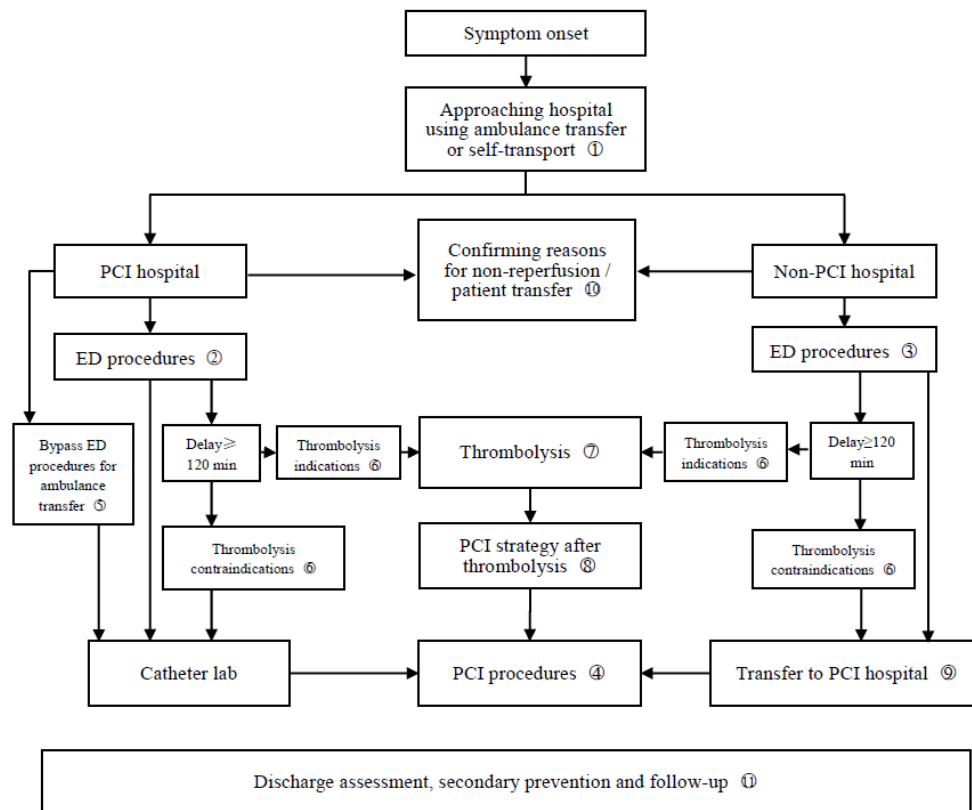 Symptom onset
Approaching hospital
using ambulance transfer
or self-transport ①
PCI hospital
Confirming reasons
for non-reperfusion /
patient transfer ⑩
Non-PCI hospital
ED procedures ②
ED procedures ③
Bypass ED
procedures for
ambulance
transfer ⑤
Delay≥
120 min
Thrombolysis
indications ⑥
Thrombolysis ⑦
Thrombolysis
indications ⑥
Delay≥120
min
Thrombolysis
contraindications ⑥
PCI strategy after
thrombolysis ⑧
Thrombolysis
contraindications ⑥
Catheter lab
PCI procedures ④
Transfer to PCI hospital ⑨
Discharge assessment, secondary prevention and follow-up ⑪